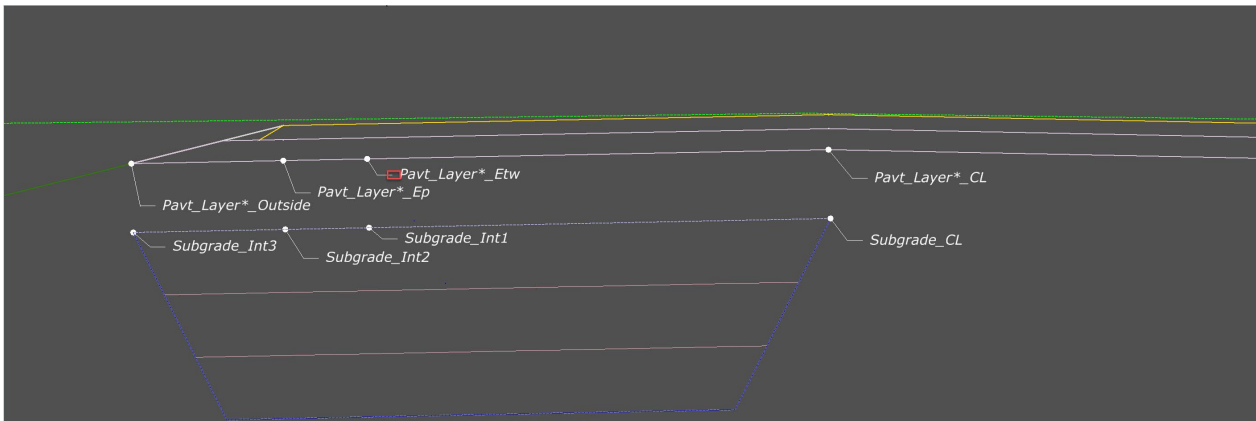 Pavt_Layer*_Etw
Pavt_Layer*_CL
Pavt_Layer*_Ep
Pavt_Layer*_Outside
Subgrade_Int1
Subgrade_CL
Subgrade_Int3
Subgrade_Int2